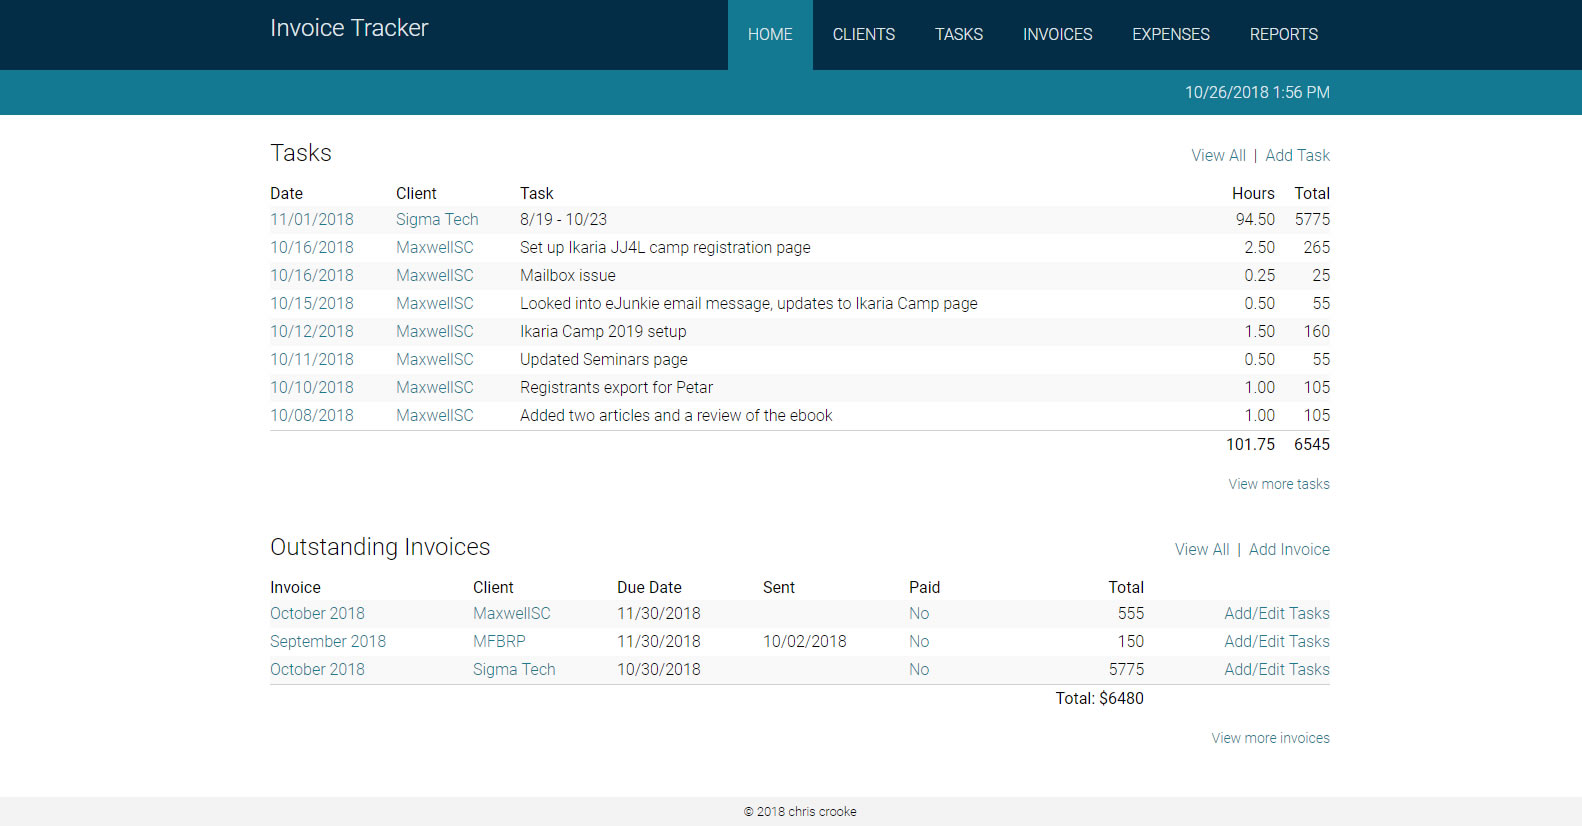 Invoice Tracker HOME CLIENTS TASKS INVOICES EXPENSES REPORTS
10/26/2018 1:56 PM
Tasks View All | Add Task
Date Client Task Hours Total
11/01/2018 Sigma Tech 8/19 - 10/23 94.50 5775
10/16/2018 MaxwellSC Set up Ikaria JJ4L camp registration page 2.50 265
10/16/2018 MaxwellSC Mailbox issue 0.25 25
10/15/2018 MaxwellSC Looked into eJunkie email message, updates to Ikaria Camp page 0.50 55
10/12/2018 MaxwellSC Ikaria Camp 2019 setup 1.50 160
10/11/2018 MaxwellSC Updated Seminars page 0.50 55
10/10/2018 MaxwellSC Registrants export for Petar 1.00 105
10/08/2018 MaxwellSC Added two articles and a review of the ebook 1.00 105
101.75 6545
View more tasks
Outstanding Invoices View All | Add Invoice
Invoice Client Due Date Sent Paid Total
October 2018 MaxwellSC 11/30/2018 No 555 Add/Edit Tasks
September 2018 MFBRP 11/30/2018 10/02/2018 No 150 Add/Edit Tasks
October 2018 Sigma Tech 10/30/2018 No 5775 Add/Edit Tasks
Total: $6480
View more invoices
© 2018 chris crooke